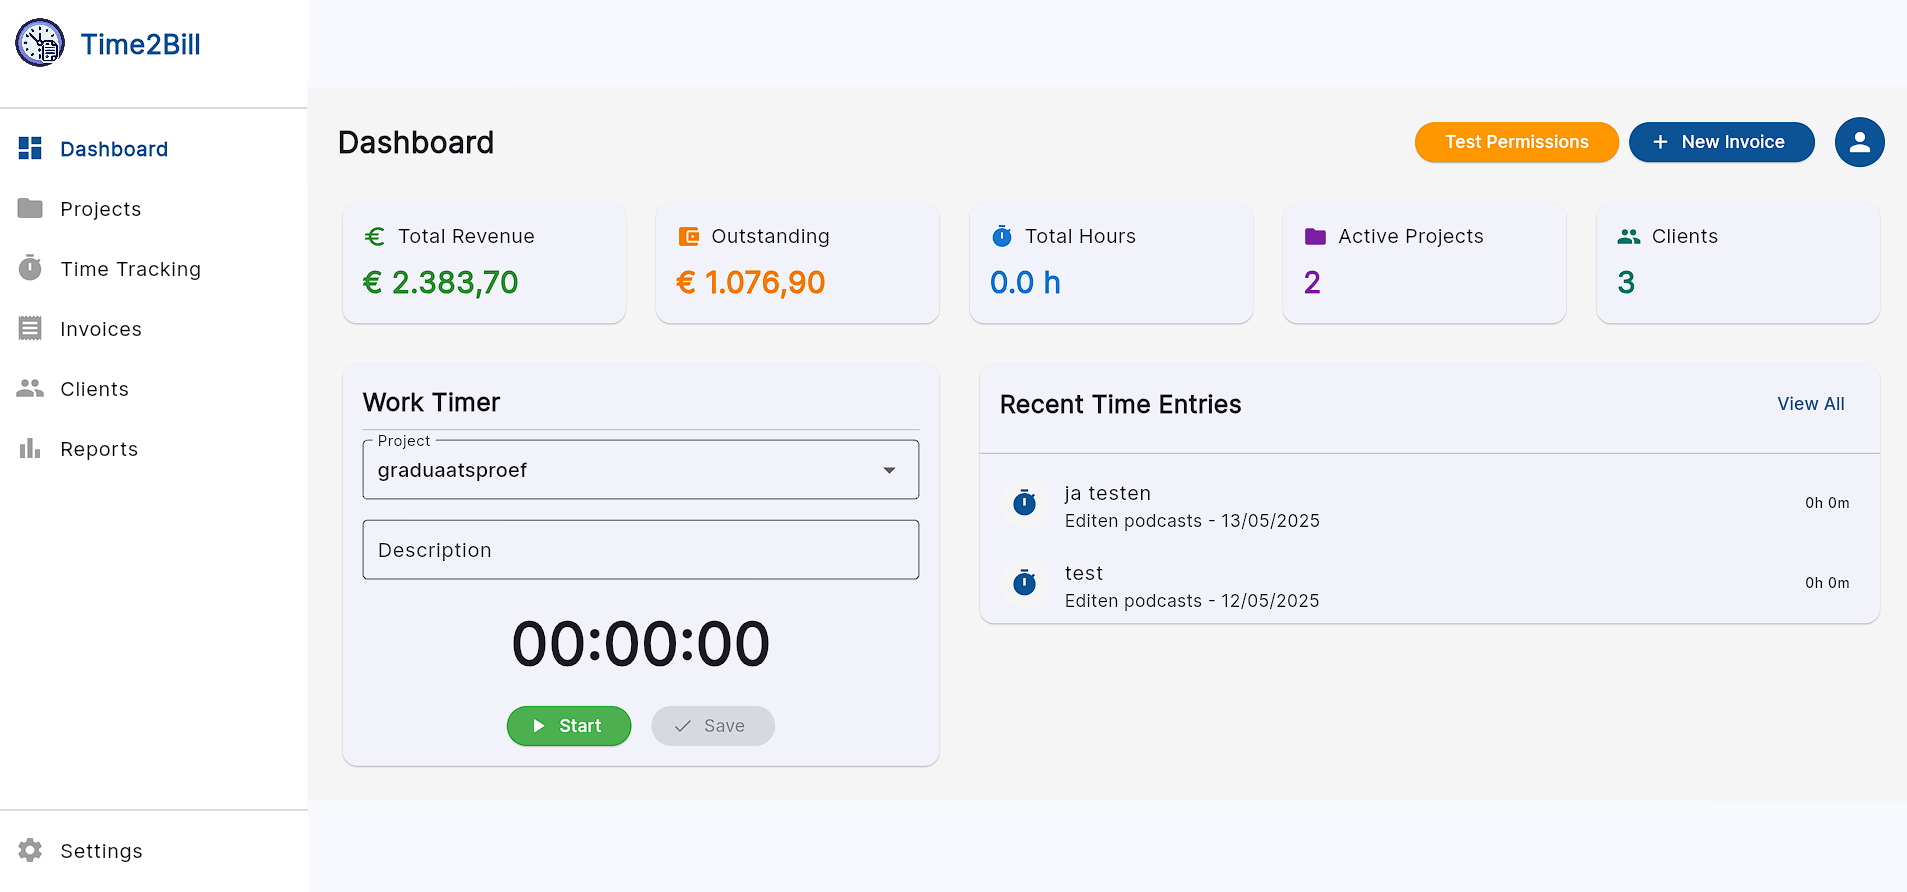 Time2Bill
Dashboard
Projects
Time Tracking
Invoices
Clients
Reports
Settings
Dashboard
Test Permissions
New Invoice
Total Revenue
€ 2.383,70
Outstanding
€ 1.076,90
Total Hours
0.0 h
Active Projects
2
Clients
3
Work Timer
Project
graduaatsproef
Description
00:00:00
Start
Save
Recent Time Entries
View All
ja testen
Editen podcasts - 13/05/2025
0h 0m
test
Editen podcasts - 12/05/2025
0h 0m